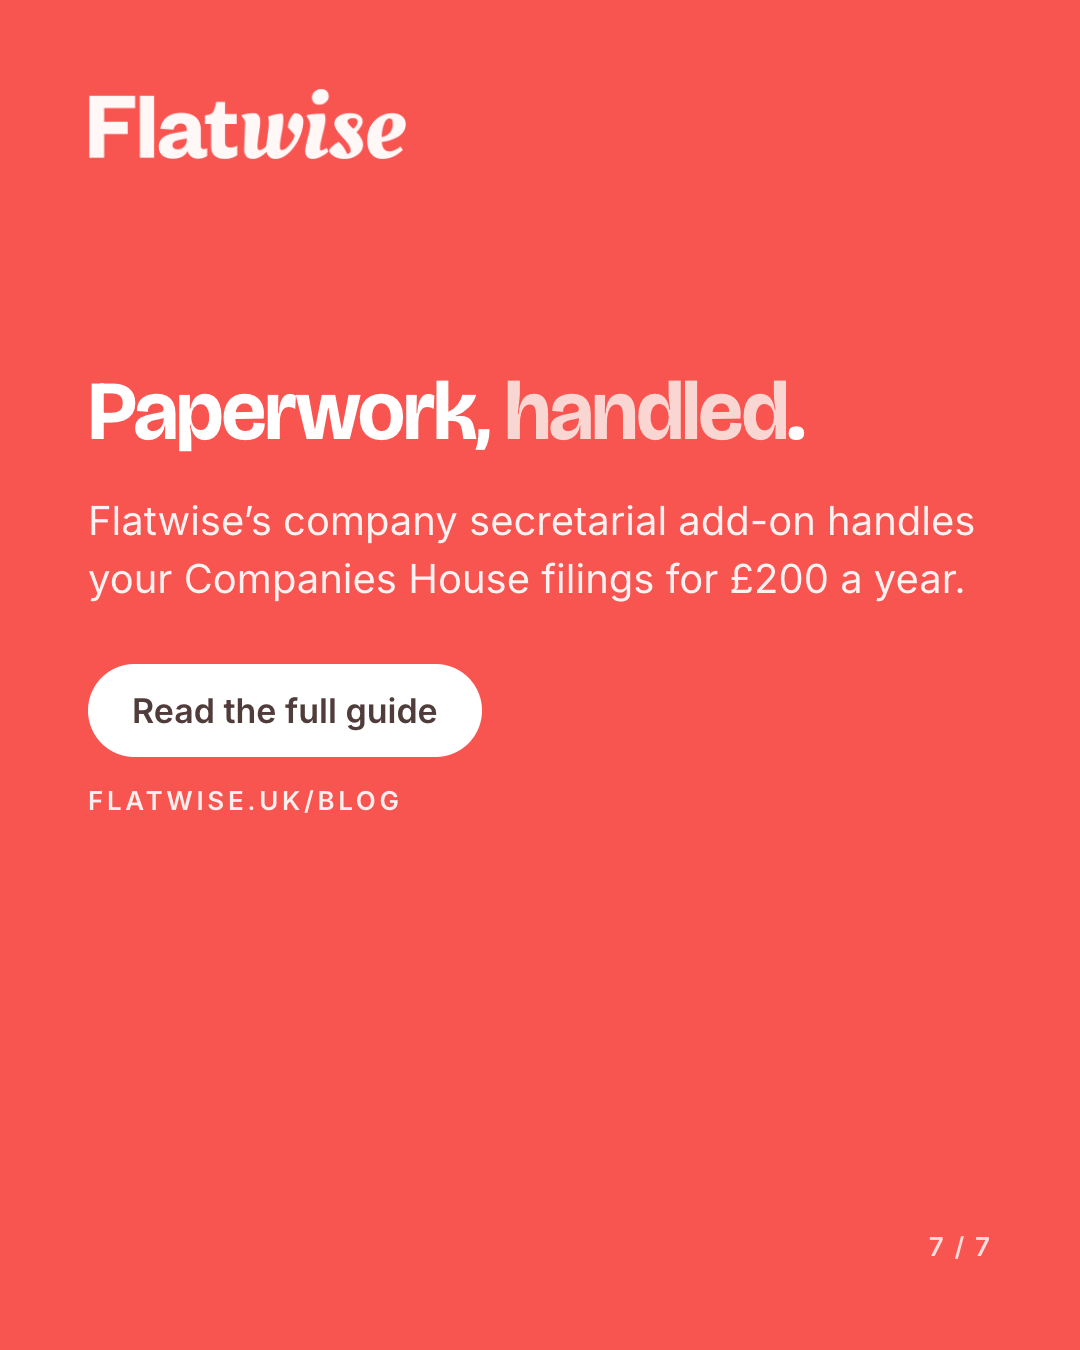 Flatwise
Paperwork, handled.
Flatwise’s company secretarial add-on handles
your Companies House filings for £200 a year.
Read the full guide
FLATWISE.UK/BLOG
7 / 7